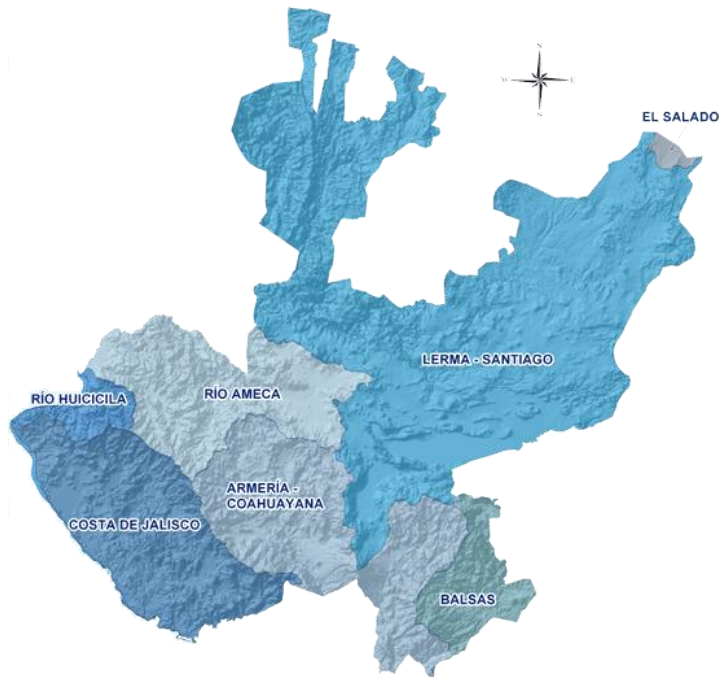 N
W
E
S
EL SALADO
LERMA - SANTIAGO
RÍO HUICICILA
RÍO AMECA
ARMERÍA -
COAHUAYANA
COSTA DE JALISCO
BALSAS